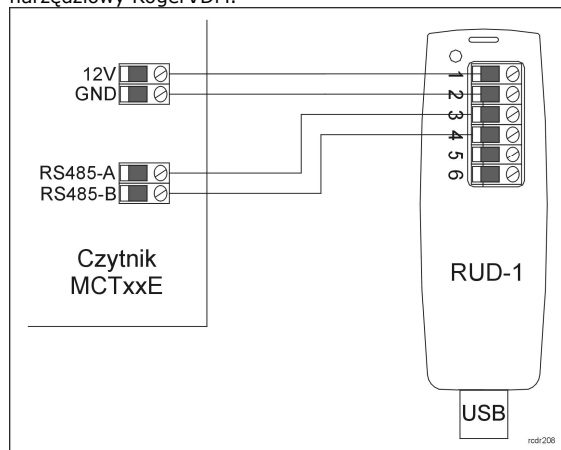 narzędziowy RogerVDM.
12V
GND
RS485-A
RS485-B
Czytnik
MCTxxE
1
2
3
4
5
6
RUD-1
USB
rcdr208